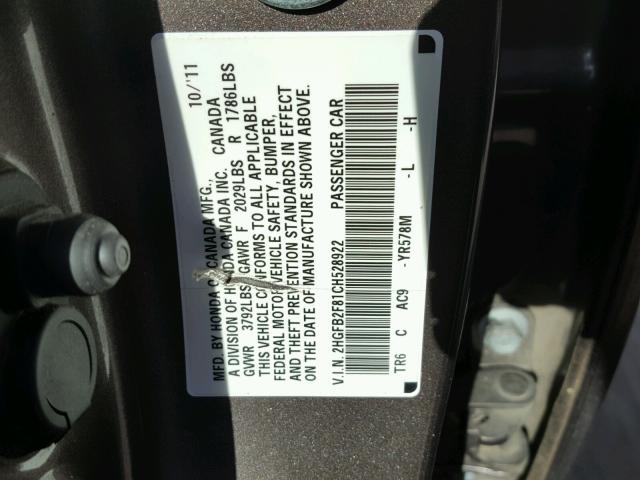 MFD. BY HONDA OF CANADA MFG., 10/'11
A DIVISION OF HONDA CANADA INC. CANADA
GVWR 3792LBS GAWR F 2029LBS R 1786LBS
THIS VEHICLE CONFORMS TO ALL APPLICABLE
FEDERAL MOTOR VEHICLE SAFETY, BUMPER,
AND THEFT PREVENTION STANDARDS IN EFFECT
ON THE DATE OF MANUFACTURE SHOWN ABOVE.
V.I.N. 2HGFB2F81CH528922 PASSENGER CAR
TR6 C AC9 -YR578M -L -H